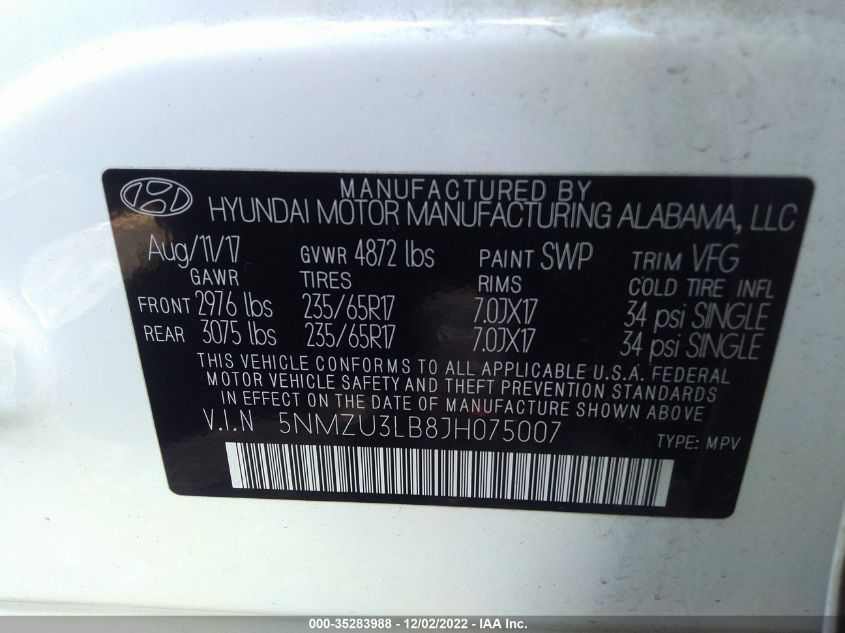 MANUFACTURED BY
HYUNDAI MOTOR MANUFACTURING ALABAMA, LLC
Aug/11/17 GVWR 4872 lbs PAINT SWP TRIM VFG
GAWR TIRES RIMS COLD TIRE INFL
FRONT 2976 lbs 235/65R17 7.0JX17 34 psi SINGLE
REAR 3075 lbs 235/65R17 7.0JX17 34 psi SINGLE
THIS VEHICLE CONFORMS TO ALL APPLICABLE U.S.A. FEDERAL
MOTOR VEHICLE SAFETY AND THEFT PREVENTION STANDARDS
IN EFFECT ON THE DATE OF MANUFACTURE SHOWN ABOVE
V.I.N 5NMZU3LB8JH075007 TYPE: MPV
000-35283988 - 12/02/2022 - IAA Inc.